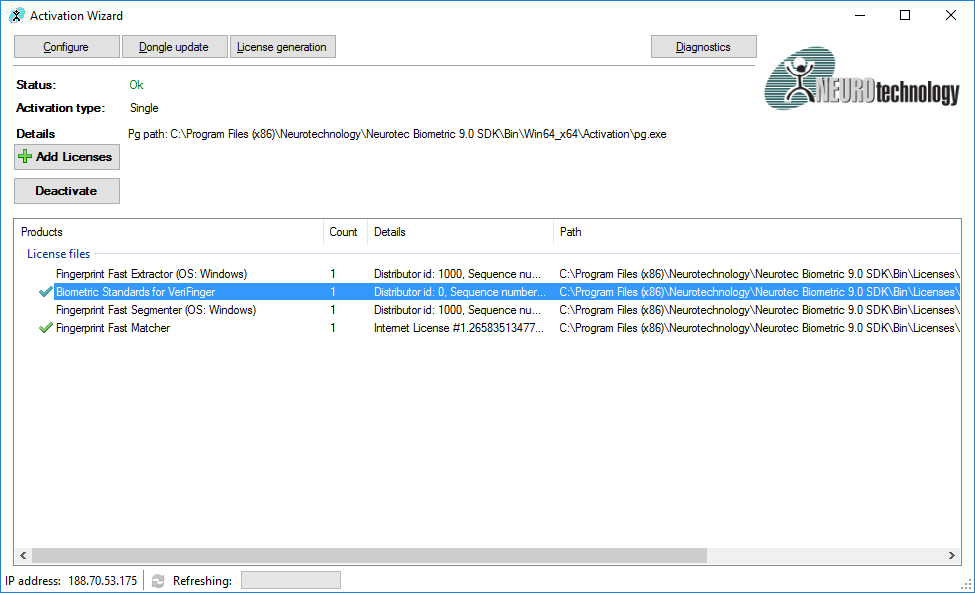 Activation Wizard
Configure Dongle update License generation Diagnostics
NEUROtechnology
Status: Ok
Activation type: Single
Details Pg path: C:\Program Files (x86)\Neurotechnology\Neurotec Biometric 9.0 SDK\Bin\Win64_x64\Activation\pg.exe
Add Licenses
Deactivate
Products Count Details Path
License files
Fingerprint Fast Extractor (OS: Windows) 1 Distributor id: 1000, Sequence nu... C:\Program Files (x86)\Neurotechnology\Neurotec Biometric 9.0 SDK\Bin\Licenses\
Biometric Standards for VeriFinger 1 Distributor id: 0, Sequence number... C:\Program Files (x86)\Neurotechnology\Neurotec Biometric 9.0 SDK\Bin\Licenses\
Fingerprint Fast Segmenter (OS: Windows) 1 Distributor id: 1000, Sequence nu... C:\Program Files (x86)\Neurotechnology\Neurotec Biometric 9.0 SDK\Bin\Licenses\
Fingerprint Fast Matcher 1 Internet License #1.26583513477... C:\Program Files (x86)\Neurotechnology\Neurotec Biometric 9.0 SDK\Bin\Licenses\
IP address: 188.70.53.175 Refreshing: